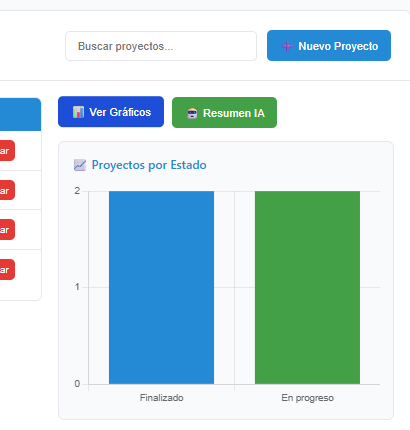 Buscar proyectos...
Nuevo Proyecto
Ver Gráficos
Resumen IA
ar
ar
ar
ar
Proyectos por Estado
2
1
0
Finalizado
En progreso